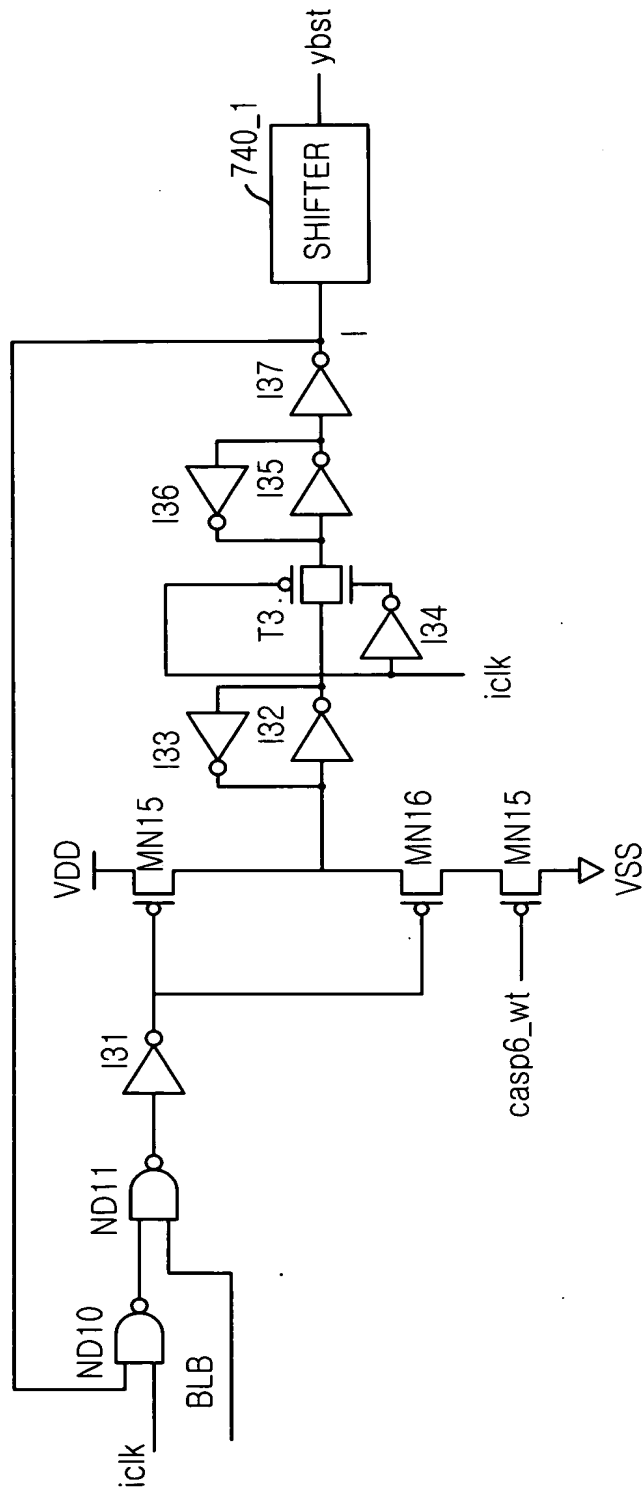 iclk
ND10
BLB
ND11
I31
VDD
MN15
MN16
casp6_wt
MN15
VSS
I33
I32
T3
iclk
I34
I36
I35
I37
I
740_1
SHIFTER
ybst